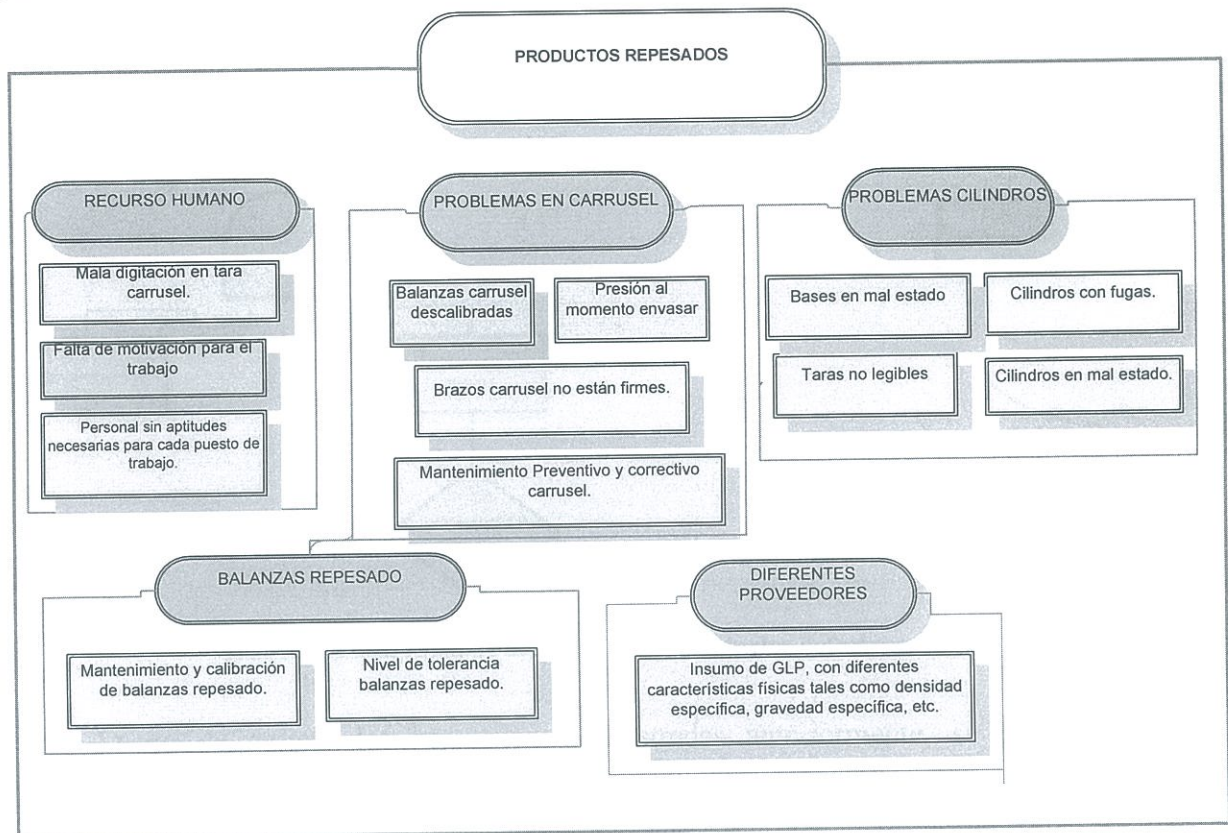 PRODUCTOS REPESADOS
RECURSO HUMANO
Mala digitación en tara
carrusel.
Falta de motivación para el
trabajo
Personal sin aptitudes
necesarias para cada puesto de
trabajo.
PROBLEMAS EN CARRUSEL
Balanzas carrusel
descalibradas
Presión al
momento envasar
Brazos carrusel no están firmes.
Mantenimiento Preventivo y correctivo
carrusel.
PROBLEMAS CILINDROS
Bases en mal estado
Cilindros con fugas.
Taras no legibles
Cilindros en mal estado.
BALANZAS REPESADO
Mantenimiento y calibración
de balanzas repesado.
Nivel de tolerancia
balanzas repesado.
DIFERENTES
PROVEEDORES
Insumo de GLP, con diferentes
características físicas tales como densidad
especifica, gravedad especifica, etc.